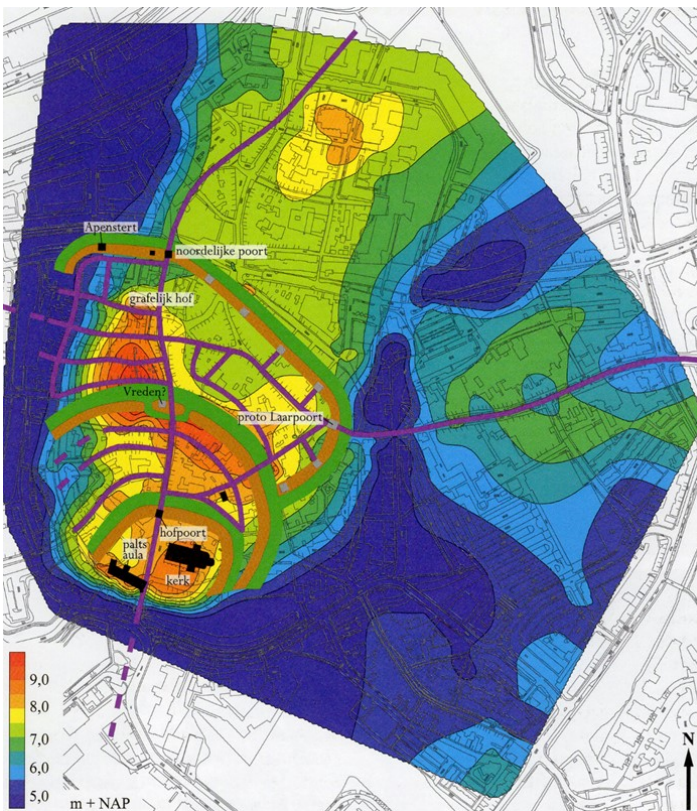 Apenstert
noordelijke poort
grafelijk hof
Vreden?
proto Laarpoort
hofpoort
palts
aula
kerk
9,0
8,0
7,0
6,0
5,0
m + NAP
N